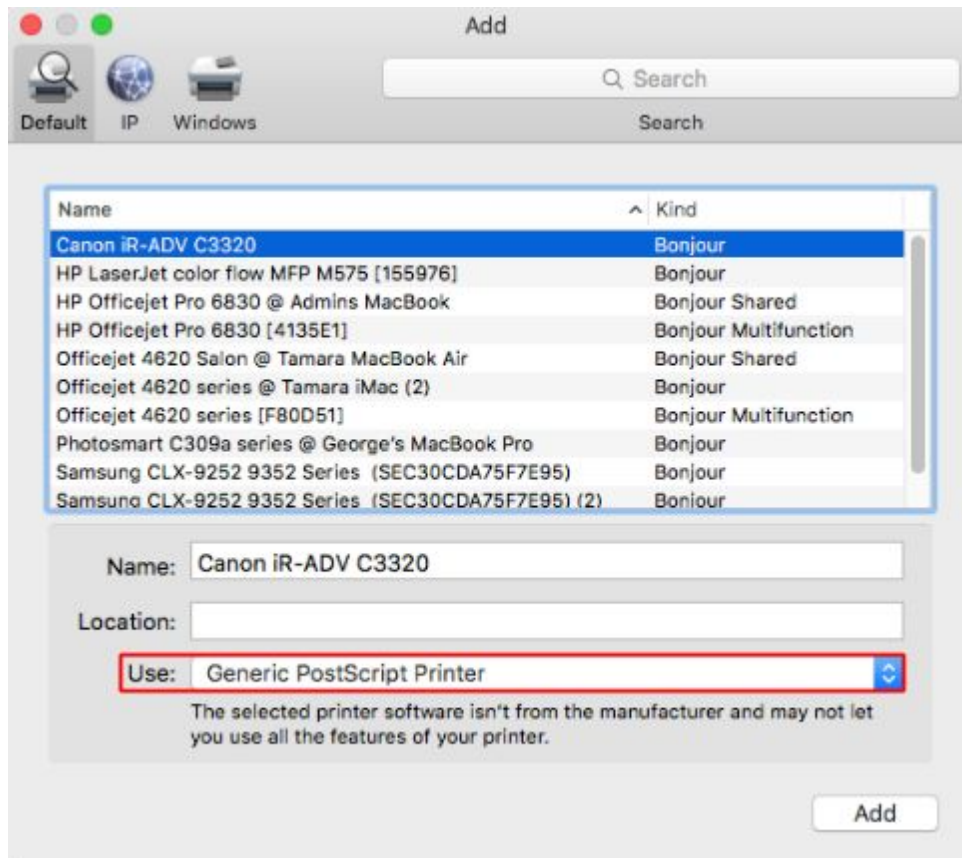 Add
Search
Default IP Windows Search
Name Kind
Canon iR-ADV C3320 Bonjour
HP LaserJet color flow MFP M575 [155976] Bonjour
HP Officejet Pro 6830 @ Admins MacBook Bonjour Shared
HP Officejet Pro 6830 [4135E1] Bonjour Multifunction
Officejet 4620 Salon @ Tamara MacBook Air Bonjour Shared
Officejet 4620 series @ Tamara iMac (2) Bonjour
Officejet 4620 series [F80D51] Bonjour Multifunction
Photosmart C309a series @ George's MacBook Pro Bonjour
Samsung CLX-9252 9352 Series (SEC30CDA75F7E95) Bonjour
Samsung CLX-9252 9352 Series (SEC30CDA75F7E95) (2) Bonjour
Name: Canon iR-ADV C3320
Location:
Use: Generic PostScript Printer
The selected printer software isn't from the manufacturer and may not let
you use all the features of your printer.
Add